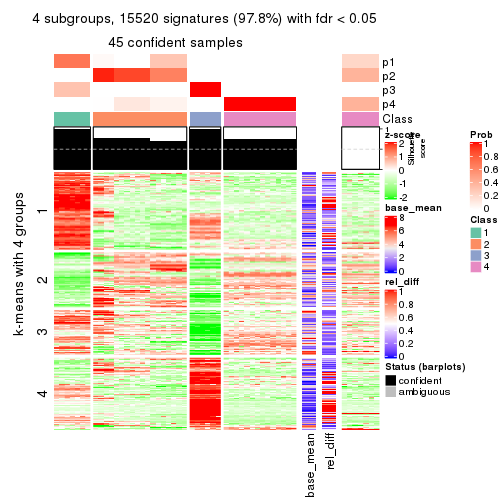 4 subgroups, 15520 signatures (97.8%) with fdr < 0.05
45 confident samples
p1
p2
p3
p4
Class
1
Silhouette
score
k-means with 4 groups
1
2
3
4
base_mean
rel_diff
z-score
2
1
0
-1
-2
base_mean
8
6
4
2
0
rel_diff
1
0.8
0.6
0.4
0.2
0
Status (barplots)
confident
ambiguous
Prob
1
0.8
0.6
0.4
0.2
0
Class
1
2
3
4